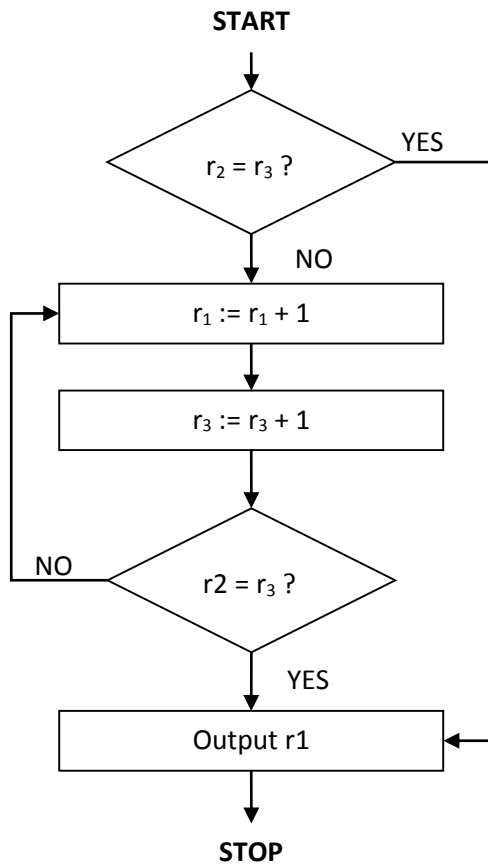 START
r₂ = r₃ ?
YES
NO
r₁ := r₁ + 1
r₃ := r₃ + 1
NO
r2 = r₃ ?
YES
Output r1
STOP